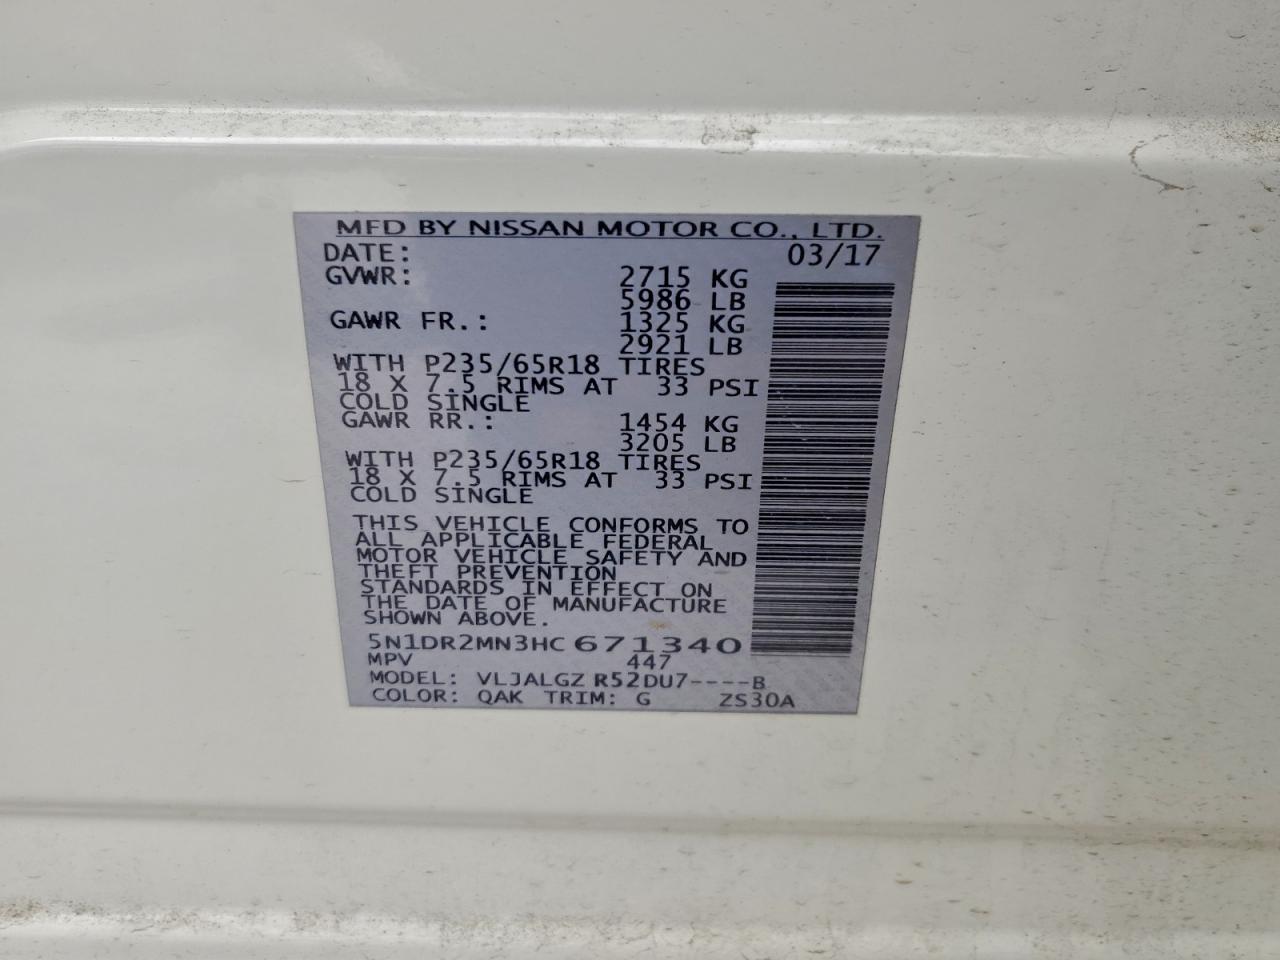 MFD BY NISSAN MOTOR CO., LTD.
DATE: 03/17
GVWR: 2715 KG
5986 LB
GAWR FR.: 1325 KG
2921 LB
WITH P235/65R18 TIRES
18 X 7.5 RIMS AT 33 PSI
COLD SINGLE
GAWR RR.: 1454 KG
3205 LB
WITH P235/65R18 TIRES
18 X 7.5 RIMS AT 33 PSI
COLD SINGLE
THIS VEHICLE CONFORMS TO
ALL APPLICABLE FEDERAL
MOTOR VEHICLE SAFETY AND
THEFT PREVENTION
STANDARDS IN EFFECT ON
THE DATE OF MANUFACTURE
SHOWN ABOVE.
5N1DR2MN3HC671340
MPV 447
MODEL: VLJALGZ R52DU7----B
COLOR: QAK TRIM: G ZS30A